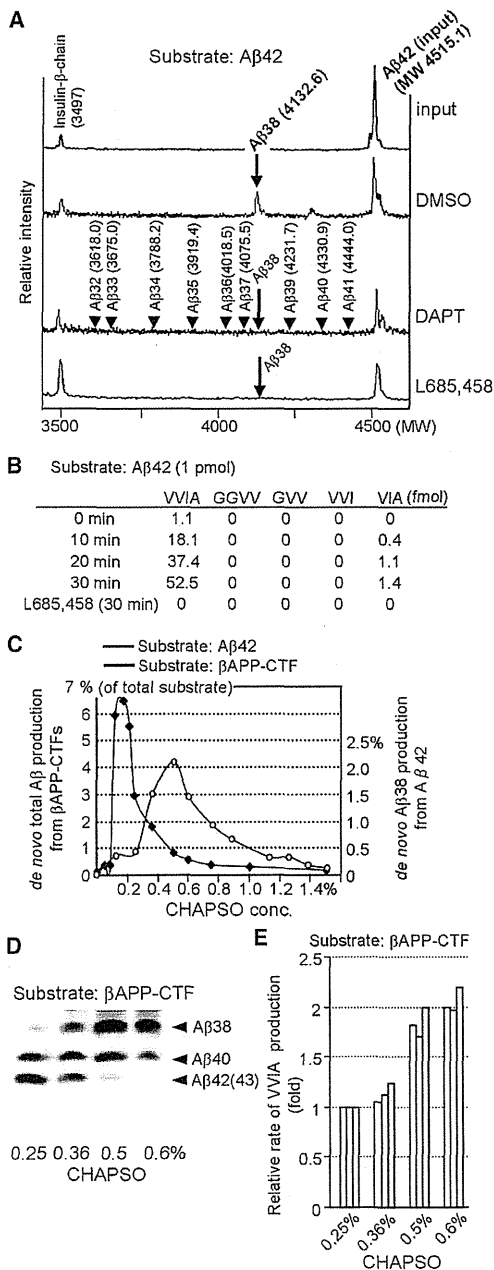 A
Substrate: Aβ42
Aβ42 (input)
(MW 4515.1)
Insulin-β-chain
(3497)
Aβ38 (4132.6)
input
DMSO
Relative intensity
Aβ32 (3618.0)
Aβ33 (3675.0)
Aβ34 (3788.2)
Aβ35 (3919.4)
Aβ36(4018.5)
Aβ37 (4075.5)
Aβ38
Aβ39 (4231.7)
Aβ40 (4330.9)
Aβ41 (4444.0)
DAPT
Aβ38
L685,458
3500 4000 4500 (MW)
B Substrate: Aβ42 (1 pmol)
VVIA GGVV GVV VVI VIA (fmol)
0 min 1.1 0 0 0 0
10 min 18.1 0 0 0 0.4
20 min 37.4 0 0 0 1.1
30 min 52.5 0 0 0 1.4
L685,458 (30 min) 0 0 0 0 0
C
Substrate: Aβ42
Substrate: βAPP-CTF
7 % (of total substrate)
6
5
4
3
2
1
0
de novo total Aβ production
from βAPP-CTFs
2.5%
2.0
1.5
1.0
0.5
0
de novo Aβ38 production
from Aβ42
0.2 0.4 0.6 0.8 1.0 1.2 1.4%
CHAPSO conc.
D
Substrate: βAPP-CTF
Aβ38
Aβ40
Aβ42(43)
0.25 0.36 0.5 0.6%
CHAPSO
E
Substrate: βAPP-CTF
2.5
2
1.5
1
0.5
0
Relative rate of VVIA production
(fold)
0.25% 0.36% 0.5% 0.6%
CHAPSO